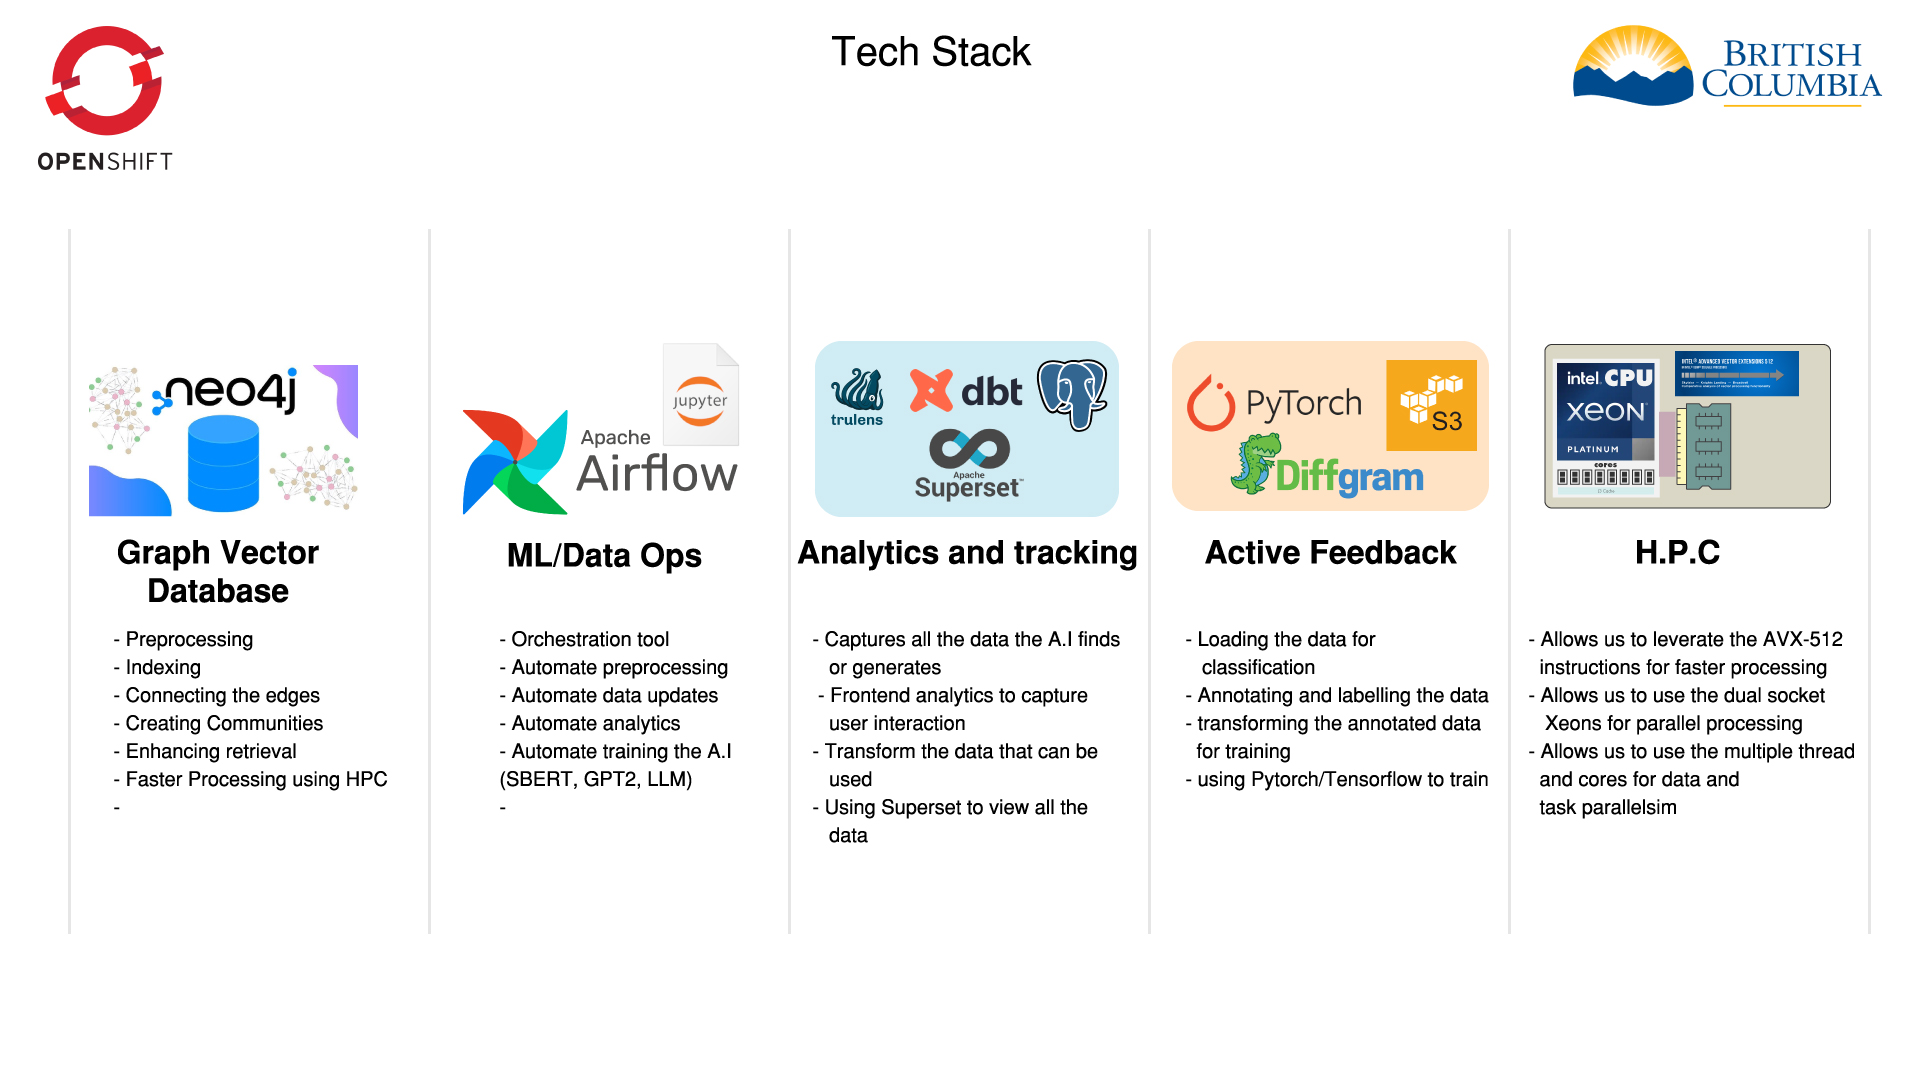 Tech Stack
OPENSHIFT
BRITISH
COLUMBIA
neo4j
Graph Vector
Database
- Preprocessing
- Indexing
- Connecting the edges
- Creating Communities
- Enhancing retrieval
- Faster Processing using HPC
-
jupyter
Apache
Airflow
ML/Data Ops
- Orchestration tool
- Automate preprocessing
- Automate data updates
- Automate analytics
- Automate training the A.I
(SBERT, GPT2, LLM)
-
trulens
dbt
Apache
Superset™
Analytics and tracking
- Captures all the data the A.I finds
or generates
- Frontend analytics to capture
user interaction
- Transform the data that can be
used
- Using Superset to view all the
data
PyTorch
S3
Diffgram
Active Feedback
- Loading the data for
classification
- Annotating and labelling the data
- transforming the annotated data
for training
- using Pytorch/Tensorflow to train
intel. CPU
xeon
PLATINUM
cores
INTEL® ADVANCED VECTOR EXTENSIONS 512
H.P.C
- Allows us to leverate the AVX-512
instructions for faster processing
- Allows us to use the dual socket
Xeons for parallel processing
- Allows us to use the multiple thread
and cores for data and
task parallelsim